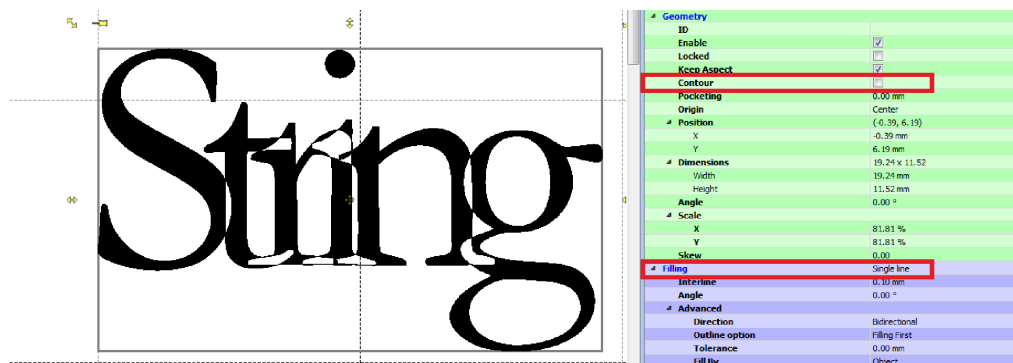 String
Geometry
ID
Enable
Locked
Keep Aspect
Contour
Pocketing 0.00 mm
Origin Center
Position (-0.39, 6.19)
X -0.39 mm
Y 6.19 mm
Dimensions 19.24 x 11.52
Width 19.24 mm
Height 11.52 mm
Angle 0.00 °
Scale
X 81.81 %
Y 81.81 %
Skew 0.00
Filling Single line
Interline 0.10 mm
Angle 0.00 °
Advanced
Direction Bidirectional
Outline option Filling First
Tolerance 0.00 mm
Fill By Object